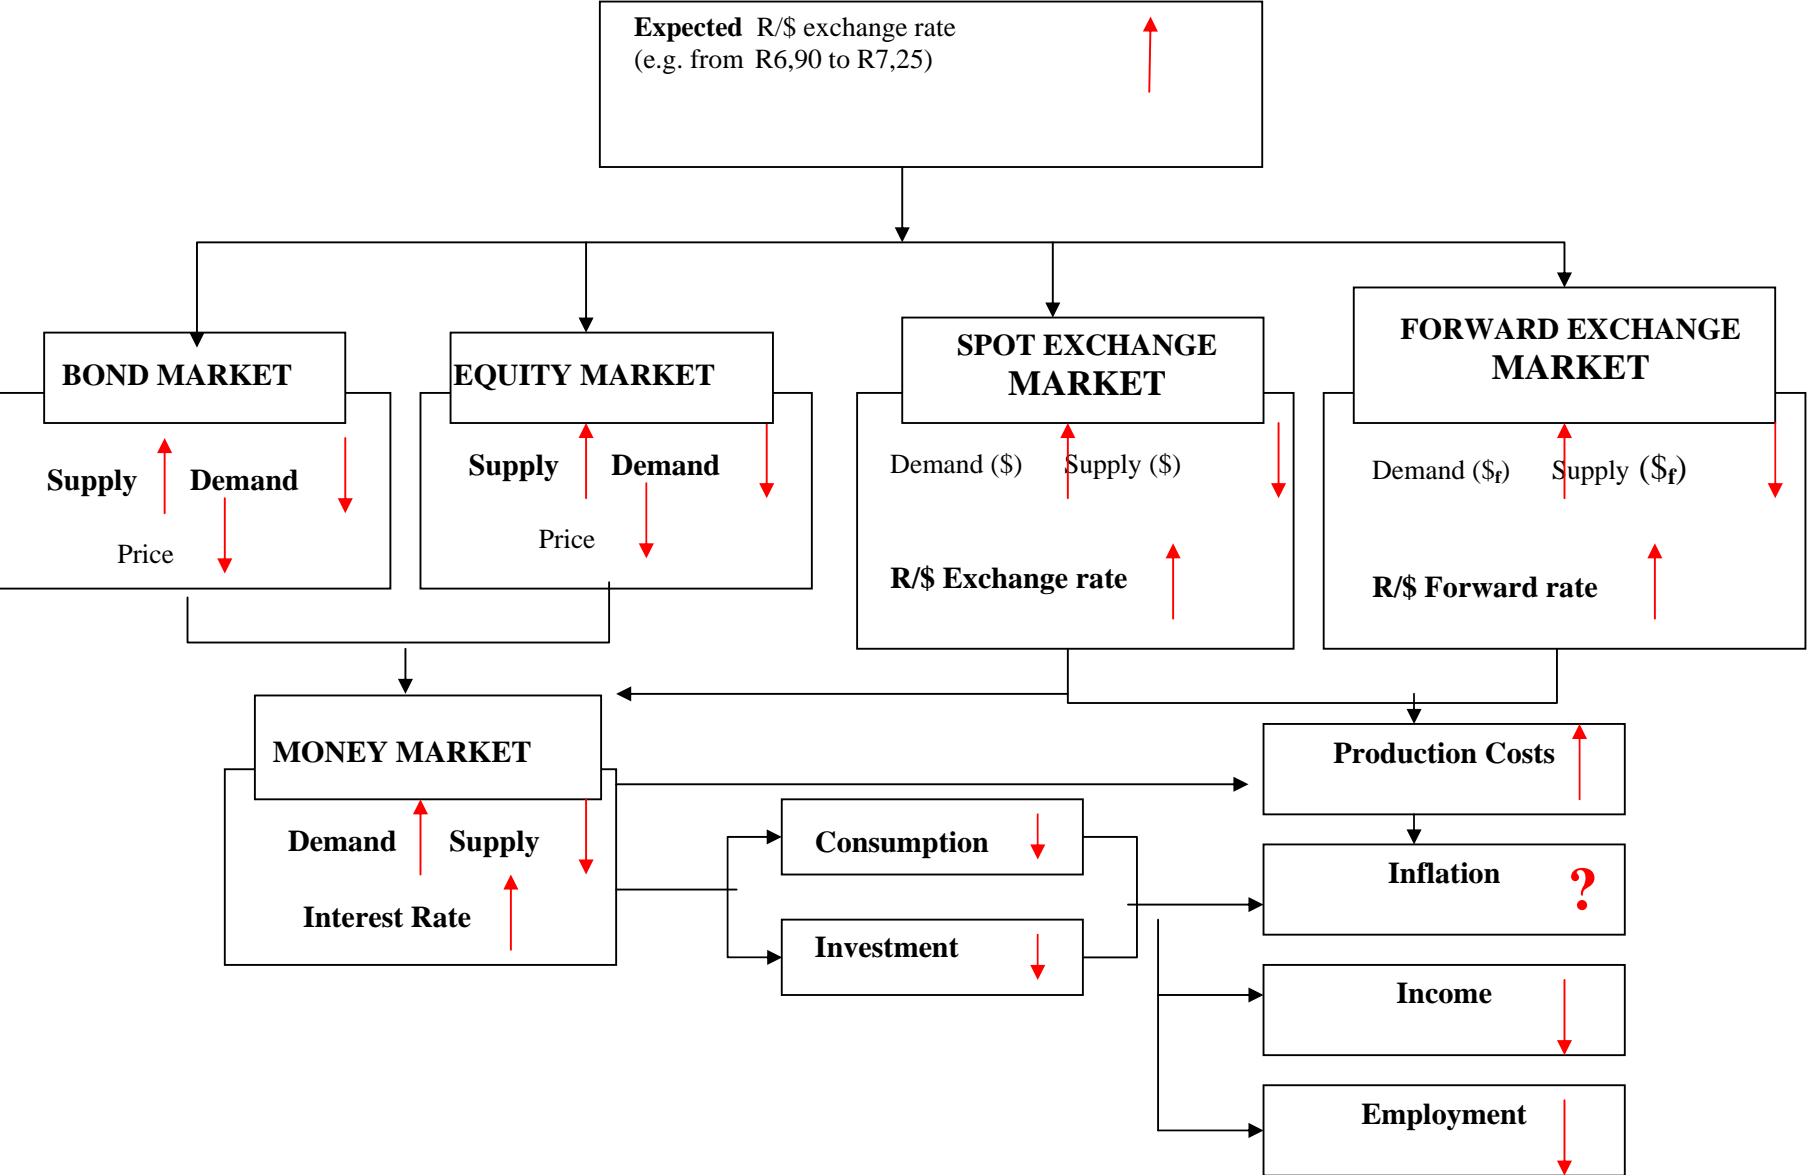 Expected R/$ exchange rate
(e.g. from R6,90 to R7,25)
BOND MARKET
Supply Demand
Price
EQUITY MARKET
Supply Demand
Price
SPOT EXCHANGE
MARKET
Demand ($) Supply ($)
R/$ Exchange rate
FORWARD EXCHANGE
MARKET
Demand ($f) Supply ($f)
R/$ Forward rate
MONEY MARKET
Demand Supply
Interest Rate
Consumption
Investment
Production Costs
Inflation ?
Income
Employment